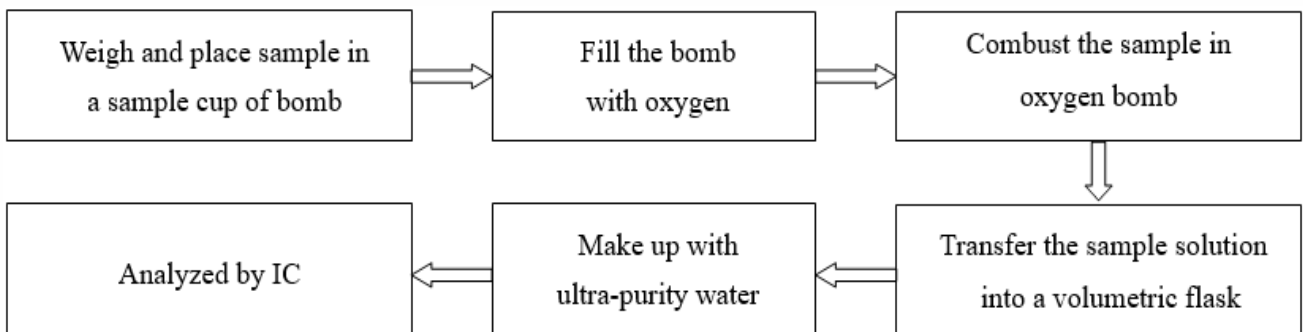 Weigh and place sample in
a sample cup of bomb
Fill the bomb
with oxygen
Combust the sample in
oxygen bomb
Transfer the sample solution
into a volumetric flask
Make up with
ultra-purity water
Analyzed by IC